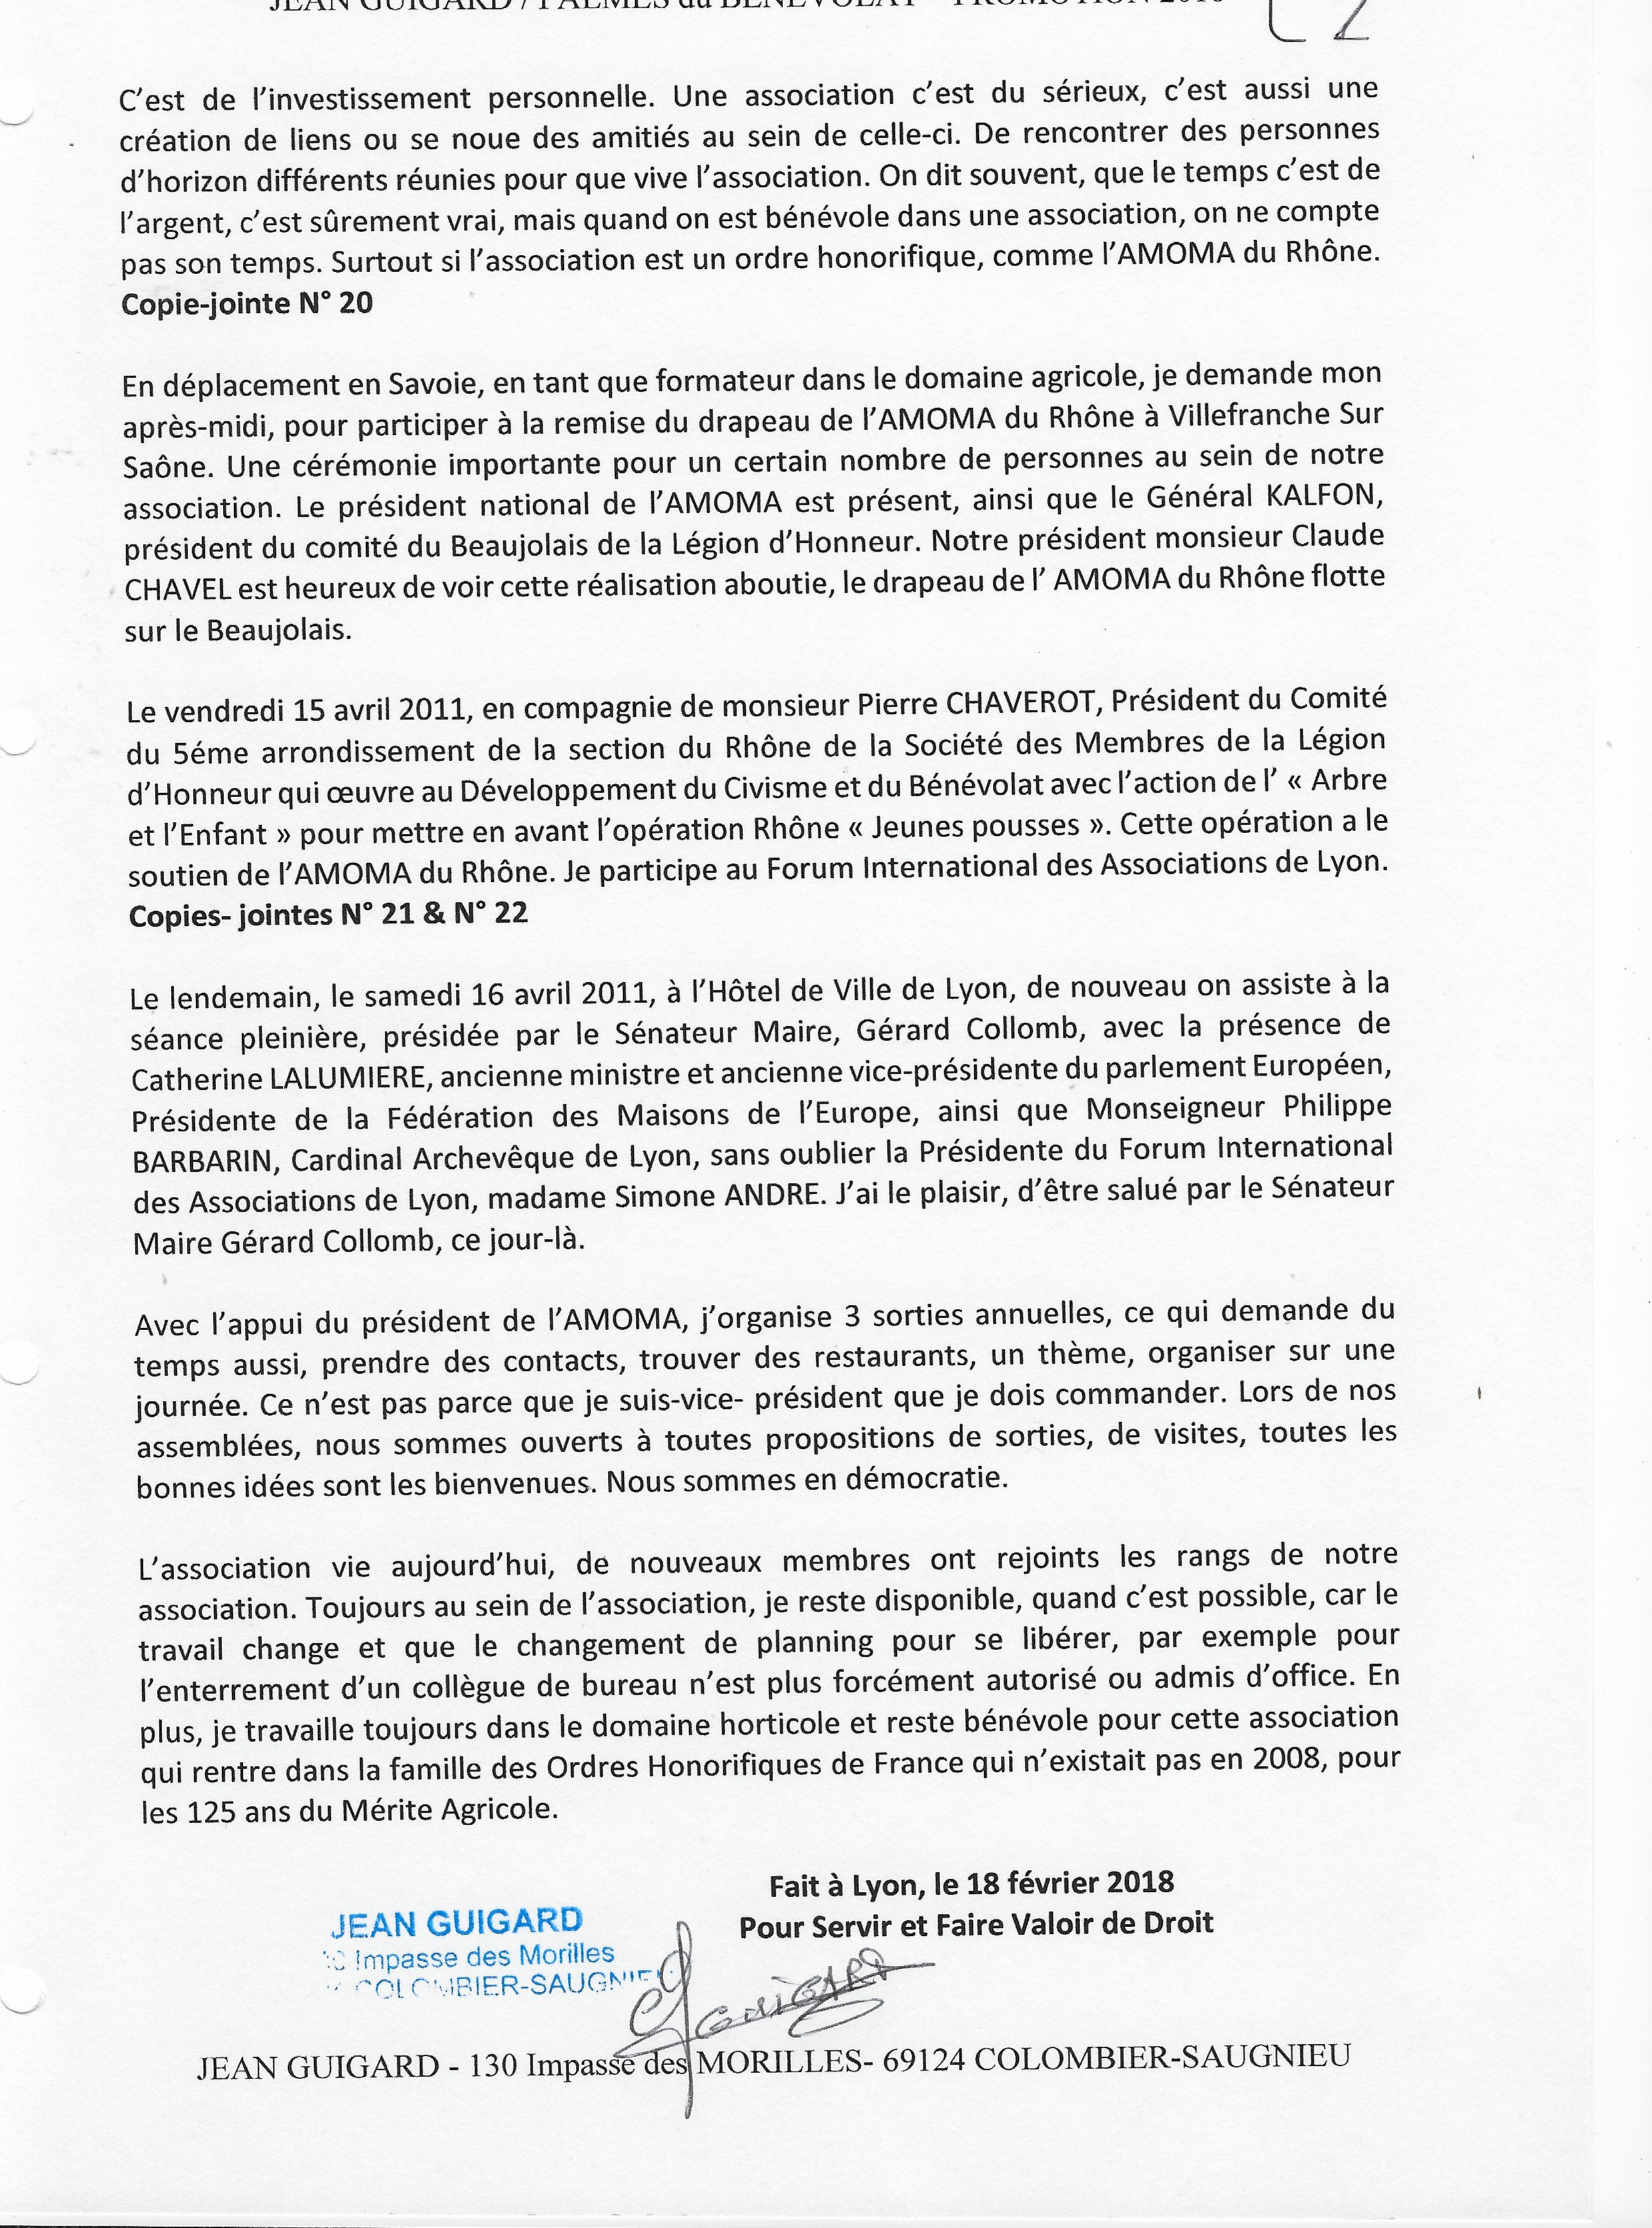 JEAN GUIGARD / PALMES du BENEVOLAT - PROMOTION 2018
C’est de l’investissement personnelle. Une association c’est du sérieux, c’est aussi une
création de liens ou se noue des amitiés au sein de celle-ci. De rencontrer des personnes
d’horizon différents réunies pour que vive l’association. On dit souvent, que le temps c’est de
l’argent, c’est sûrement vrai, mais quand on est bénévole dans une association, on ne compte
pas son temps. Surtout si l’association est un ordre honorifique, comme l’AMOMA du Rhône.
Copie-jointe N° 20
En déplacement en Savoie, en tant que formateur dans le domaine agricole, je demande mon
après-midi, pour participer à la remise du drapeau de l’AMOMA du Rhône à Villefranche Sur
Saône. Une cérémonie importante pour un certain nombre de personnes au sein de notre
association. Le président national de l’AMOMA est présent, ainsi que le Général KALFON,
président du comité du Beaujolais de la Légion d’Honneur. Notre président monsieur Claude
CHAVEL est heureux de voir cette réalisation aboutie, le drapeau de l’ AMOMA du Rhône flotte
sur le Beaujolais.
Le vendredi 15 avril 2011, en compagnie de monsieur Pierre CHAVEROT, Président du Comité
du 5éme arrondissement de la section du Rhône de la Société des Membres de la Légion
d’Honneur qui œuvre au Développement du Civisme et du Bénévolat avec l’action de l’ « Arbre
et l’Enfant » pour mettre en avant l’opération Rhône « Jeunes pousses ». Cette opération a le
soutien de l’AMOMA du Rhône. Je participe au Forum International des Associations de Lyon.
Copies- jointes N° 21 & N° 22
Le lendemain, le samedi 16 avril 2011, à l’Hôtel de Ville de Lyon, de nouveau on assiste à la
séance pleinière, présidée par le Sénateur Maire, Gérard Collomb, avec la présence de
Catherine LALUMIERE, ancienne ministre et ancienne vice-présidente du parlement Européen,
Présidente de la Fédération des Maisons de l’Europe, ainsi que Monseigneur Philippe
BARBARIN, Cardinal Archevêque de Lyon, sans oublier la Présidente du Forum International
des Associations de Lyon, madame Simone ANDRE. J’ai le plaisir, d’être salué par le Sénateur
Maire Gérard Collomb, ce jour-là.
Avec l’appui du président de l’AMOMA, j’organise 3 sorties annuelles, ce qui demande du
temps aussi, prendre des contacts, trouver des restaurants, un thème, organiser sur une
journée. Ce n’est pas parce que je suis-vice- président que je dois commander. Lors de nos
assemblées, nous sommes ouverts à toutes propositions de sorties, de visites, toutes les
bonnes idées sont les bienvenues. Nous sommes en démocratie.
L’association vie aujourd’hui, de nouveaux membres ont rejoints les rangs de notre
association. Toujours au sein de l’association, je reste disponible, quand c’est possible, car le
travail change et que le changement de planning pour se libérer, par exemple pour
l’enterrement d’un collègue de bureau n’est plus forcément autorisé ou admis d’office. En
plus, je travaille toujours dans le domaine horticole et reste bénévole pour cette association
qui rentre dans la famille des Ordres Honorifiques de France qui n’existait pas en 2008, pour
les 125 ans du Mérite Agricole.
Fait à Lyon, le 18 février 2018
Pour Servir et Faire Valoir de Droit
JEAN GUIGARD
Impasse des Morilles
COLOMBIER-SAUGNIEU
GUIGARD
JEAN GUIGARD - 130 Impasse des MORILLES- 69124 COLOMBIER-SAUGNIEU